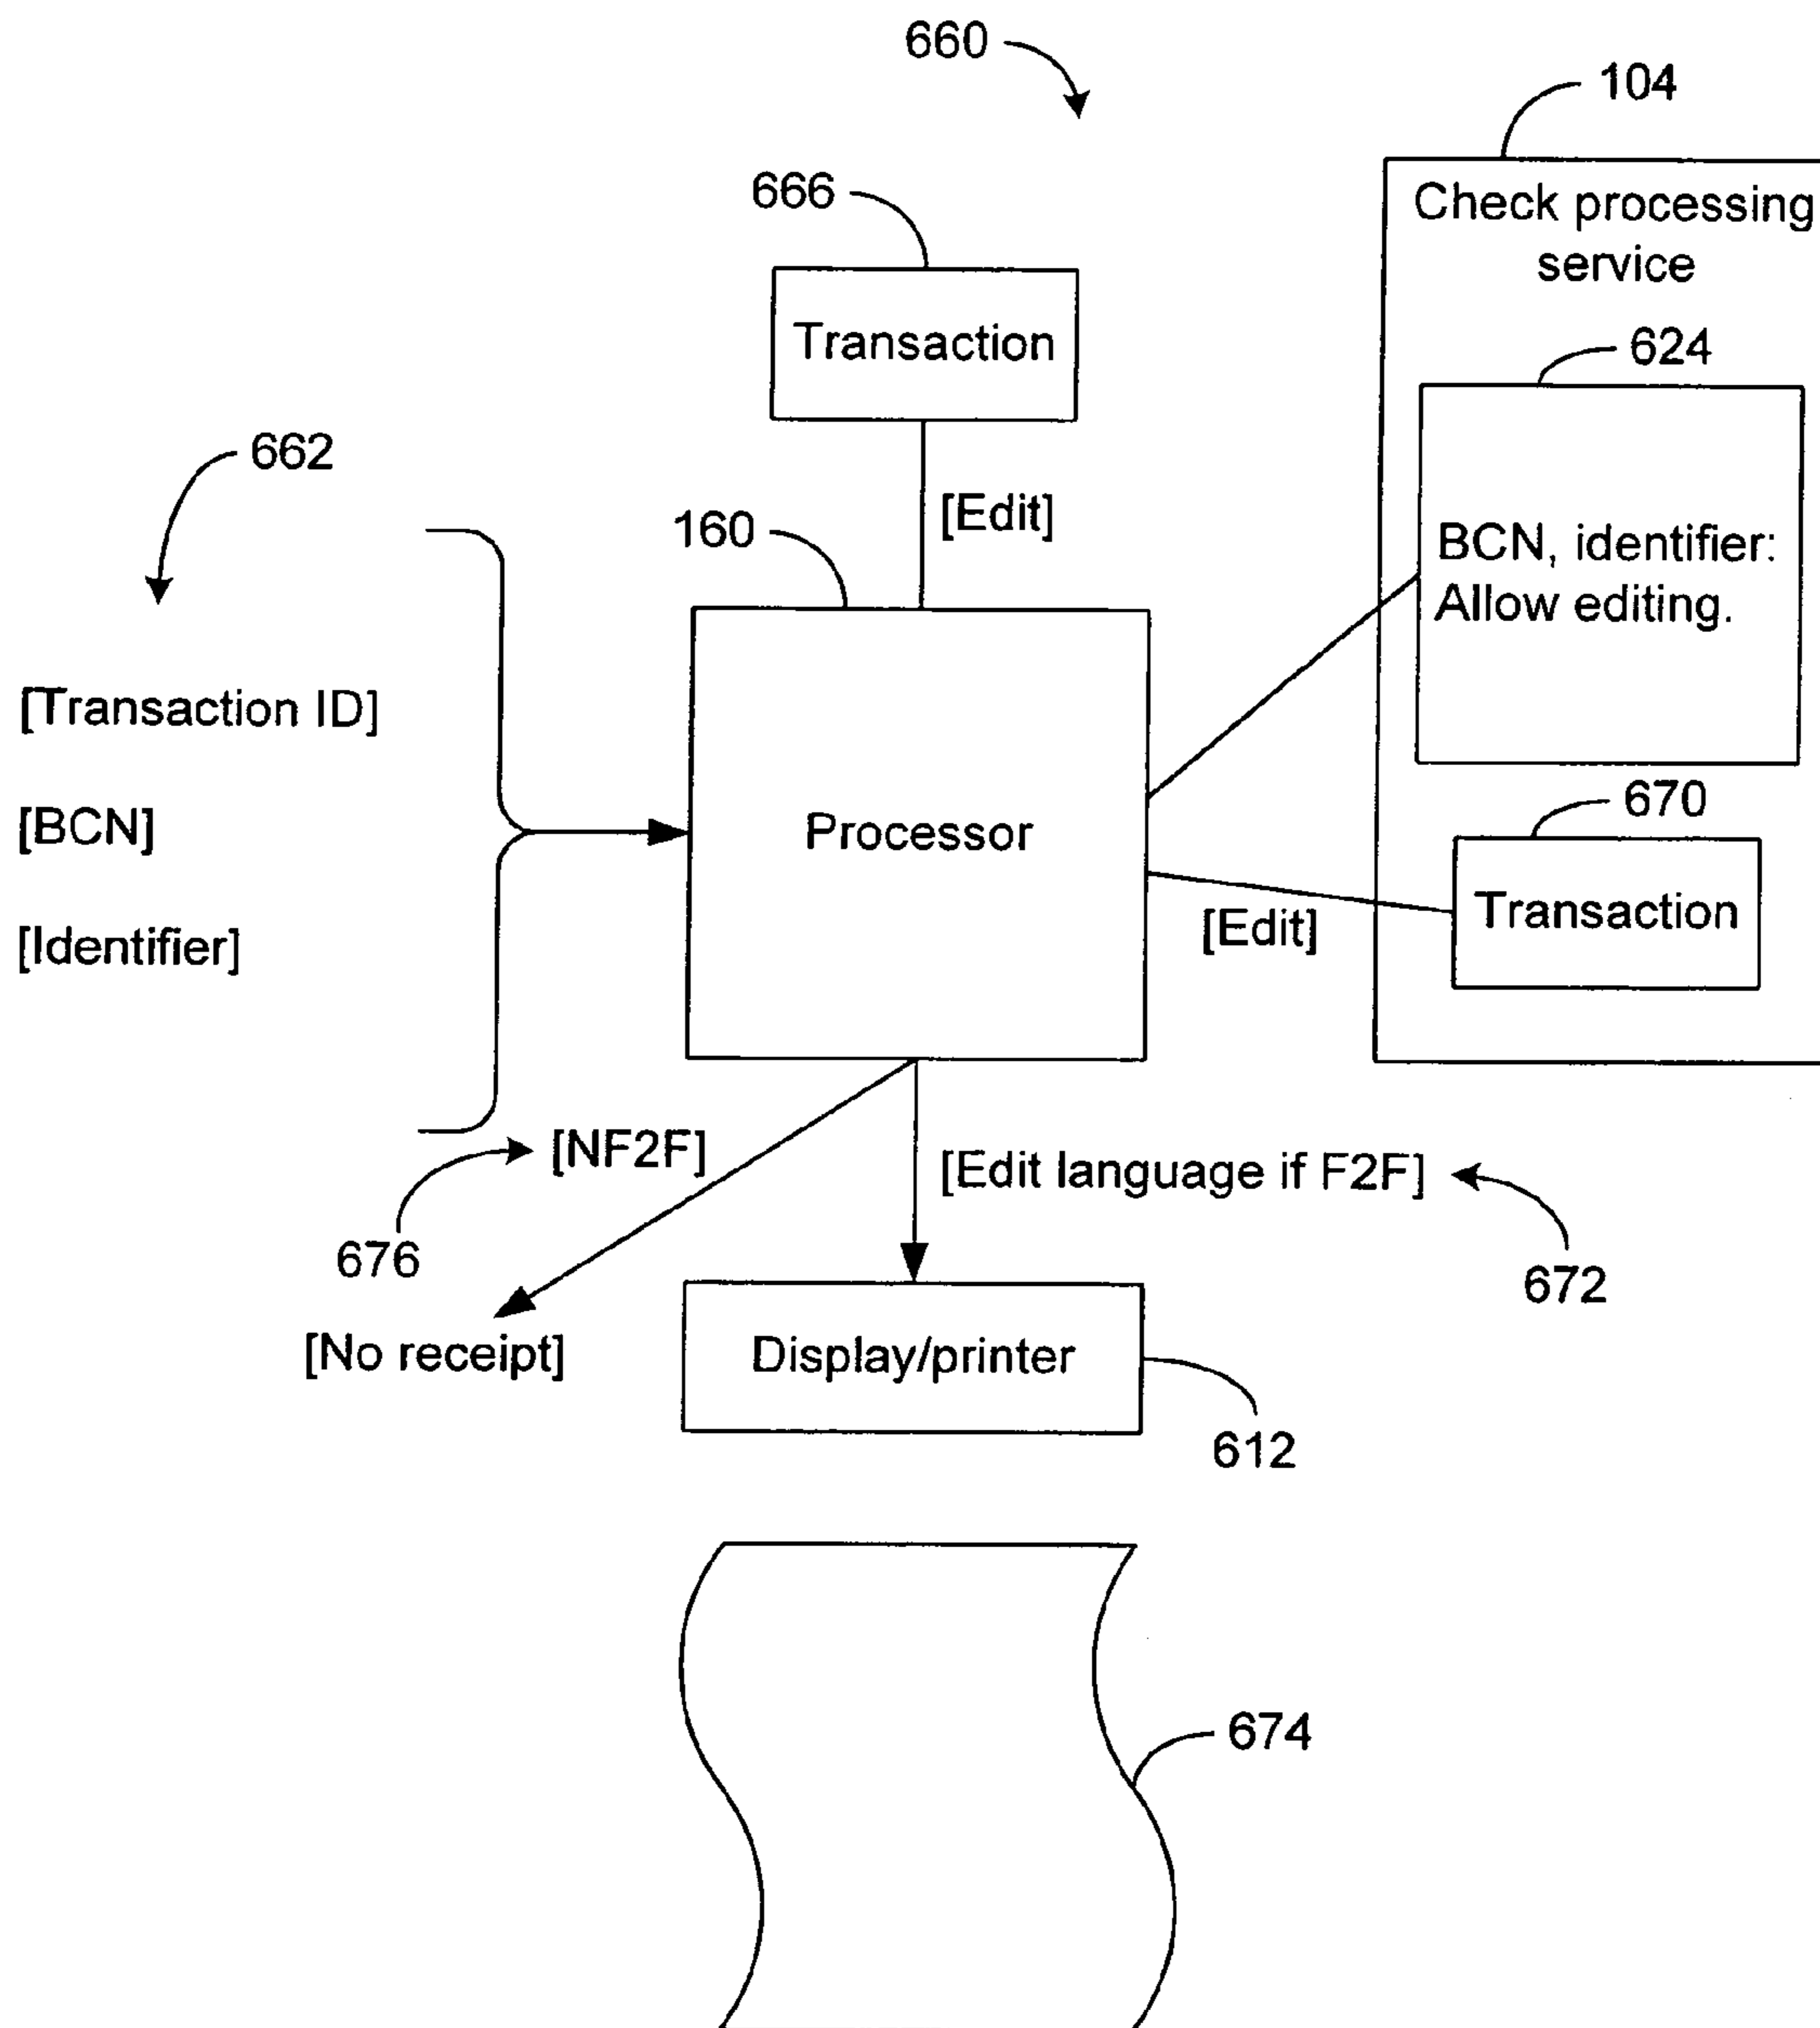 660
104
Check processing
service
666
Transaction
624
662
[Edit]
160
BCN, identifier:
Allow editing.
[Transaction ID]
670
[BCN]
Processor
Transaction
[Edit]
[Identifier]
[NF2F]
[Edit language if F2F]
676
672
[No receipt]
Display/printer
612
674